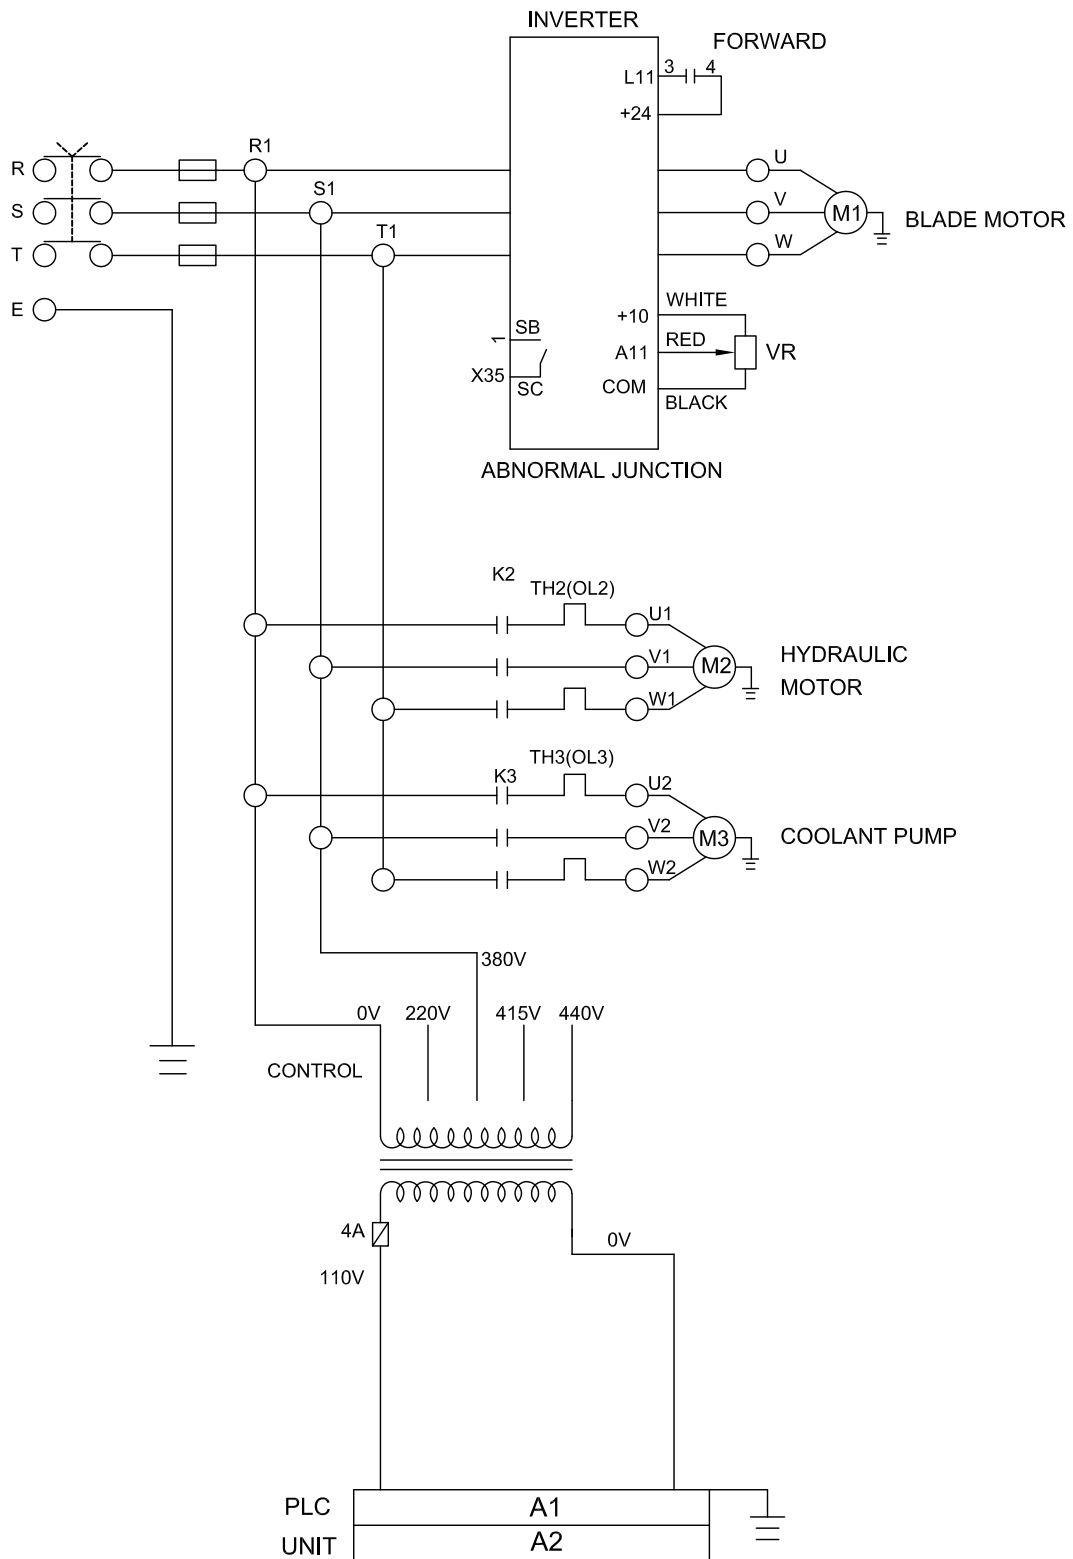 INVERTER
FORWARD
L11 3 4
+24
R R1 U
S S1 V M1 BLADE MOTOR
T T1 W
E
WHITE
+10
1 SB
RED
A11 VR
X35 SC
COM
BLACK
ABNORMAL JUNCTION
K2
TH2(OL2)
U1
V1
M2
HYDRAULIC
MOTOR
W1
TH3(OL3)
K3
U2
V2
M3
COOLANT PUMP
W2
380V
0V 220V 415V 440V
CONTROL
4A
0V
110V
PLC A1
UNIT A2